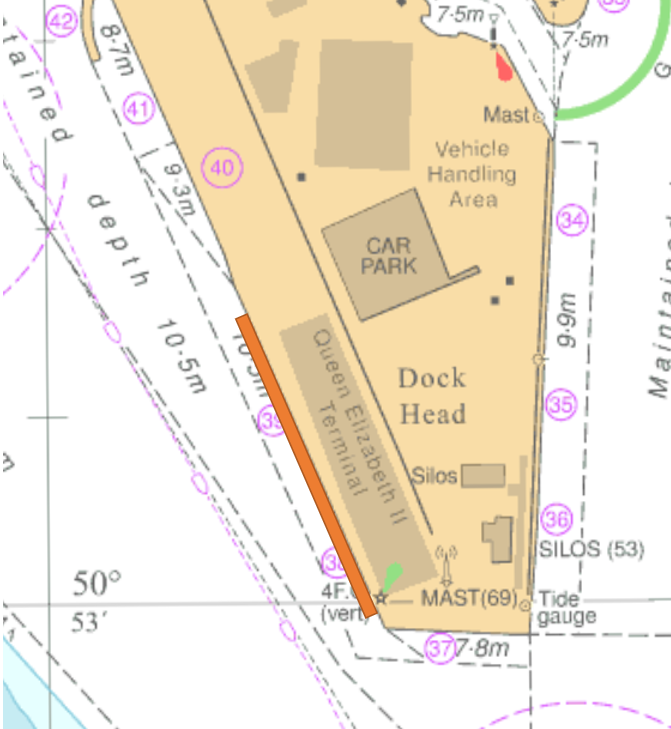 42
8·7m
7·5m
7·5m
G
41
Mast
40
9·3m
Vehicle
Handling
Area
34
tained depth 10·5m
CAR
PARK
9·9m
Maintained
39
Queen Elizabeth II
Terminal
Dock
Head
35
Silos
36
SILOS (53)
50°
53′
4F.
(vert)
MAST(69)
Tide
gauge
37
7·8m
m